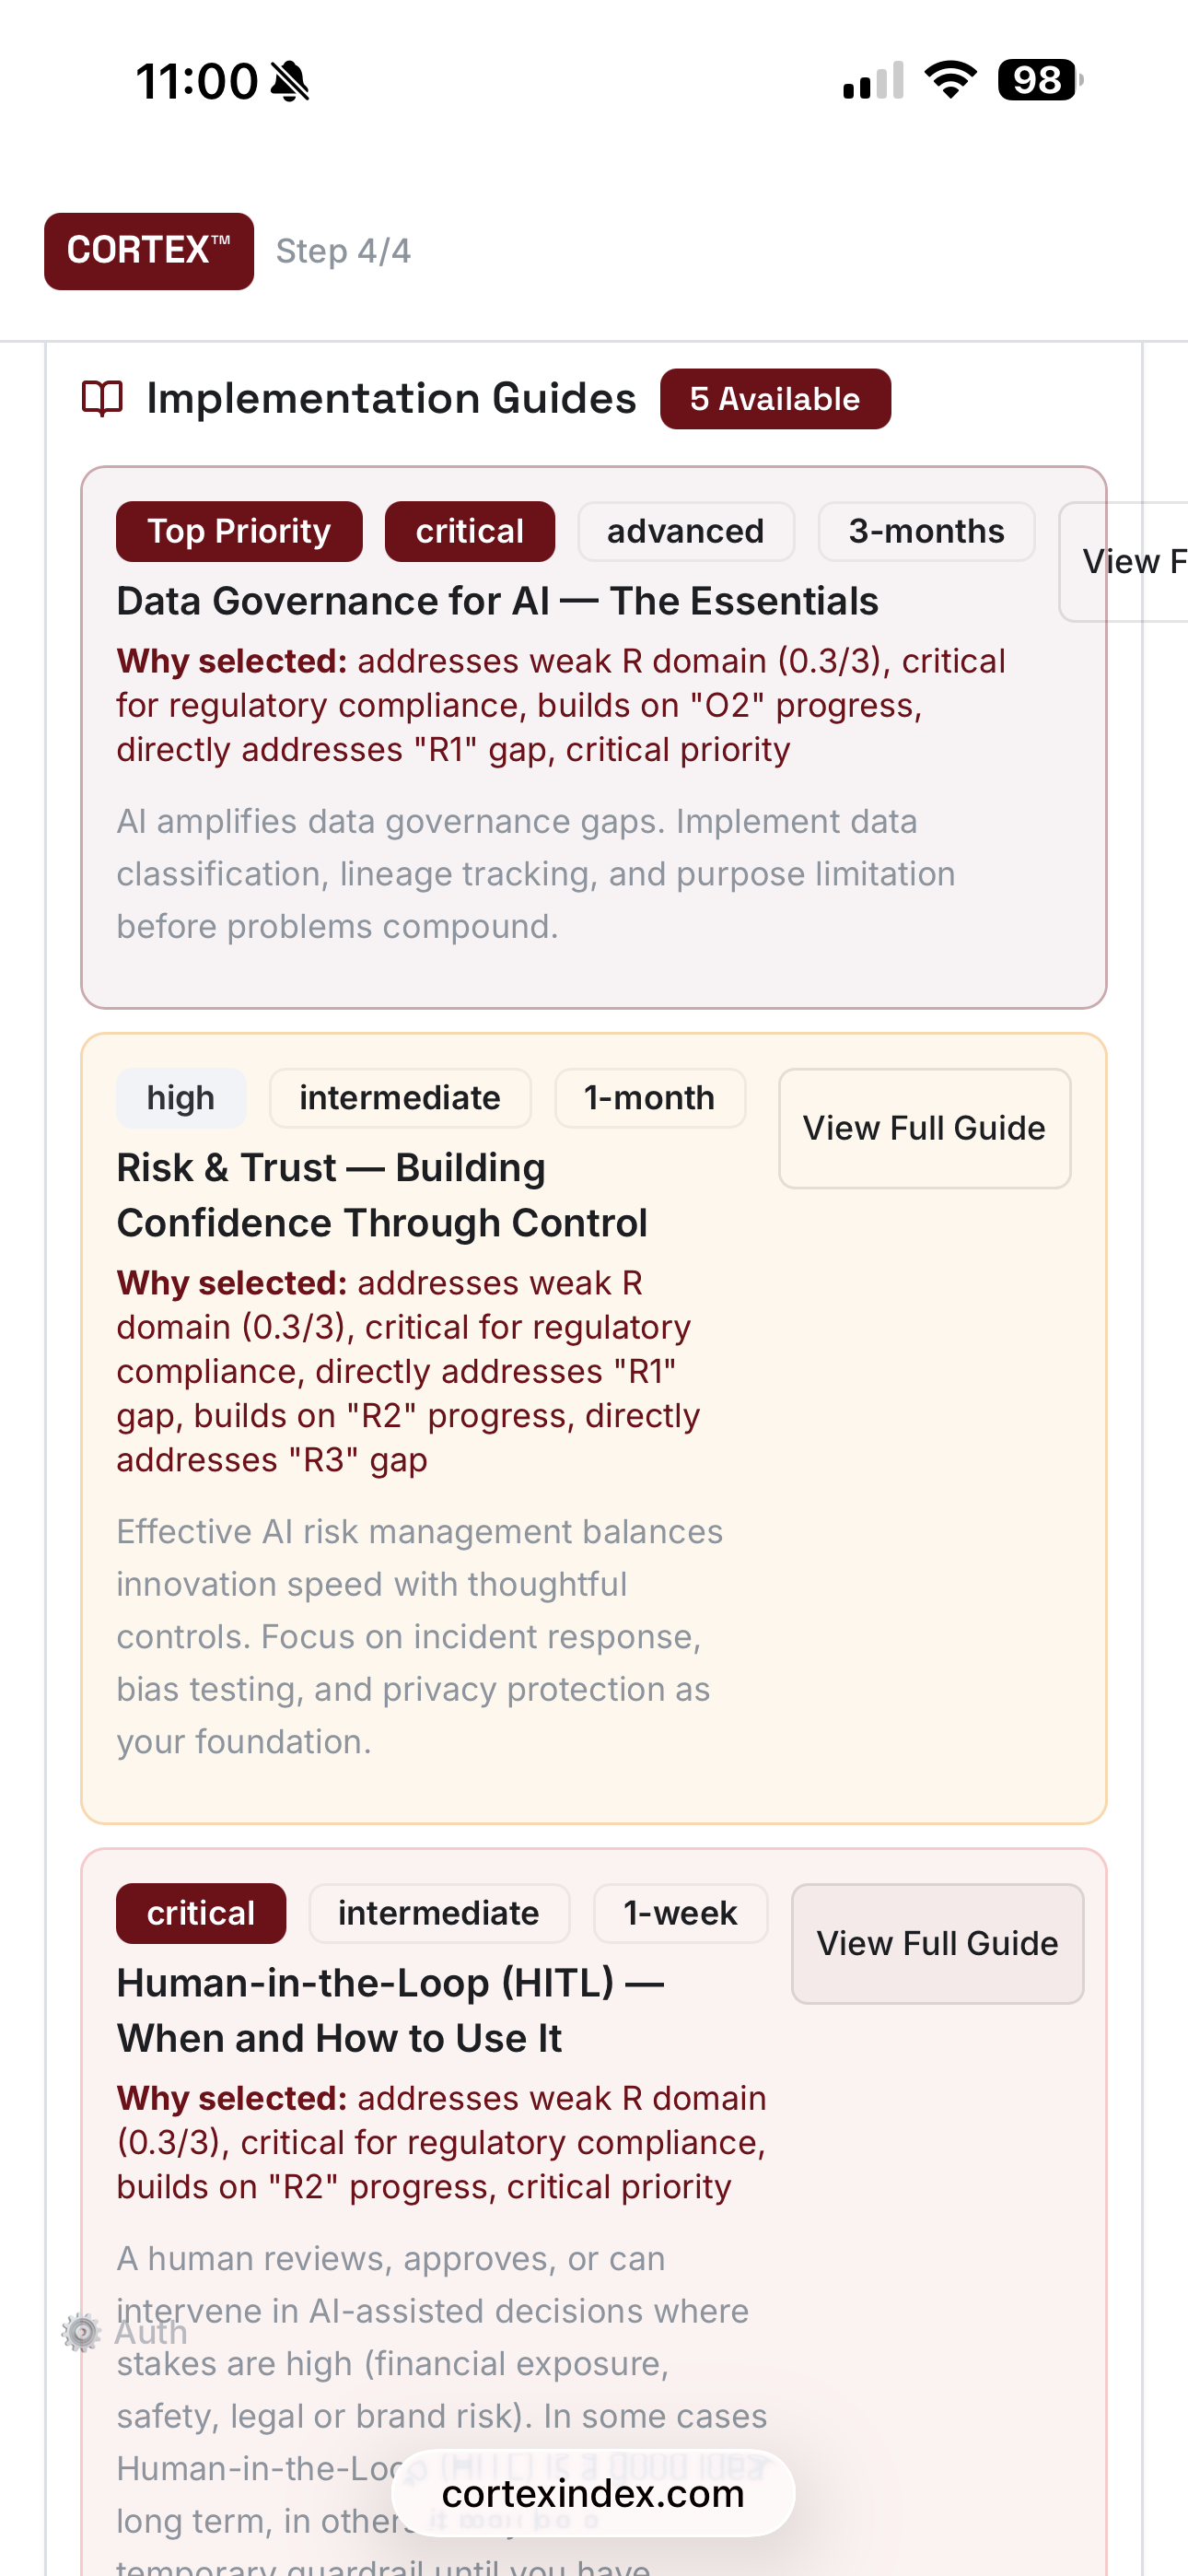 11:00
98
CORTEX™ Step 4/4
Implementation Guides 5 Available
Top Priority critical advanced 3-months View F
Data Governance for AI — The Essentials
Why selected: addresses weak R domain (0.3/3), critical
for regulatory compliance, builds on "O2" progress,
directly addresses "R1" gap, critical priority
AI amplifies data governance gaps. Implement data
classification, lineage tracking, and purpose limitation
before problems compound.
high intermediate 1-month View Full Guide
Risk & Trust — Building
Confidence Through Control
Why selected: addresses weak R
domain (0.3/3), critical for regulatory
compliance, directly addresses "R1"
gap, builds on "R2" progress, directly
addresses "R3" gap
Effective AI risk management balances
innovation speed with thoughtful
controls. Focus on incident response,
bias testing, and privacy protection as
your foundation.
critical intermediate 1-week View Full Guide
Human-in-the-Loop (HITL) —
When and How to Use It
Why selected: addresses weak R domain
(0.3/3), critical for regulatory compliance,
builds on "R2" progress, critical priority
A human reviews, approves, or can
intervene in AI-assisted decisions where
Auth
stakes are high (financial exposure,
safety, legal or brand risk). In some cases
Human-in-the-Loop (HITL) is a good idea
cortexindex.com
long term, in others
temporary guardrail until you have